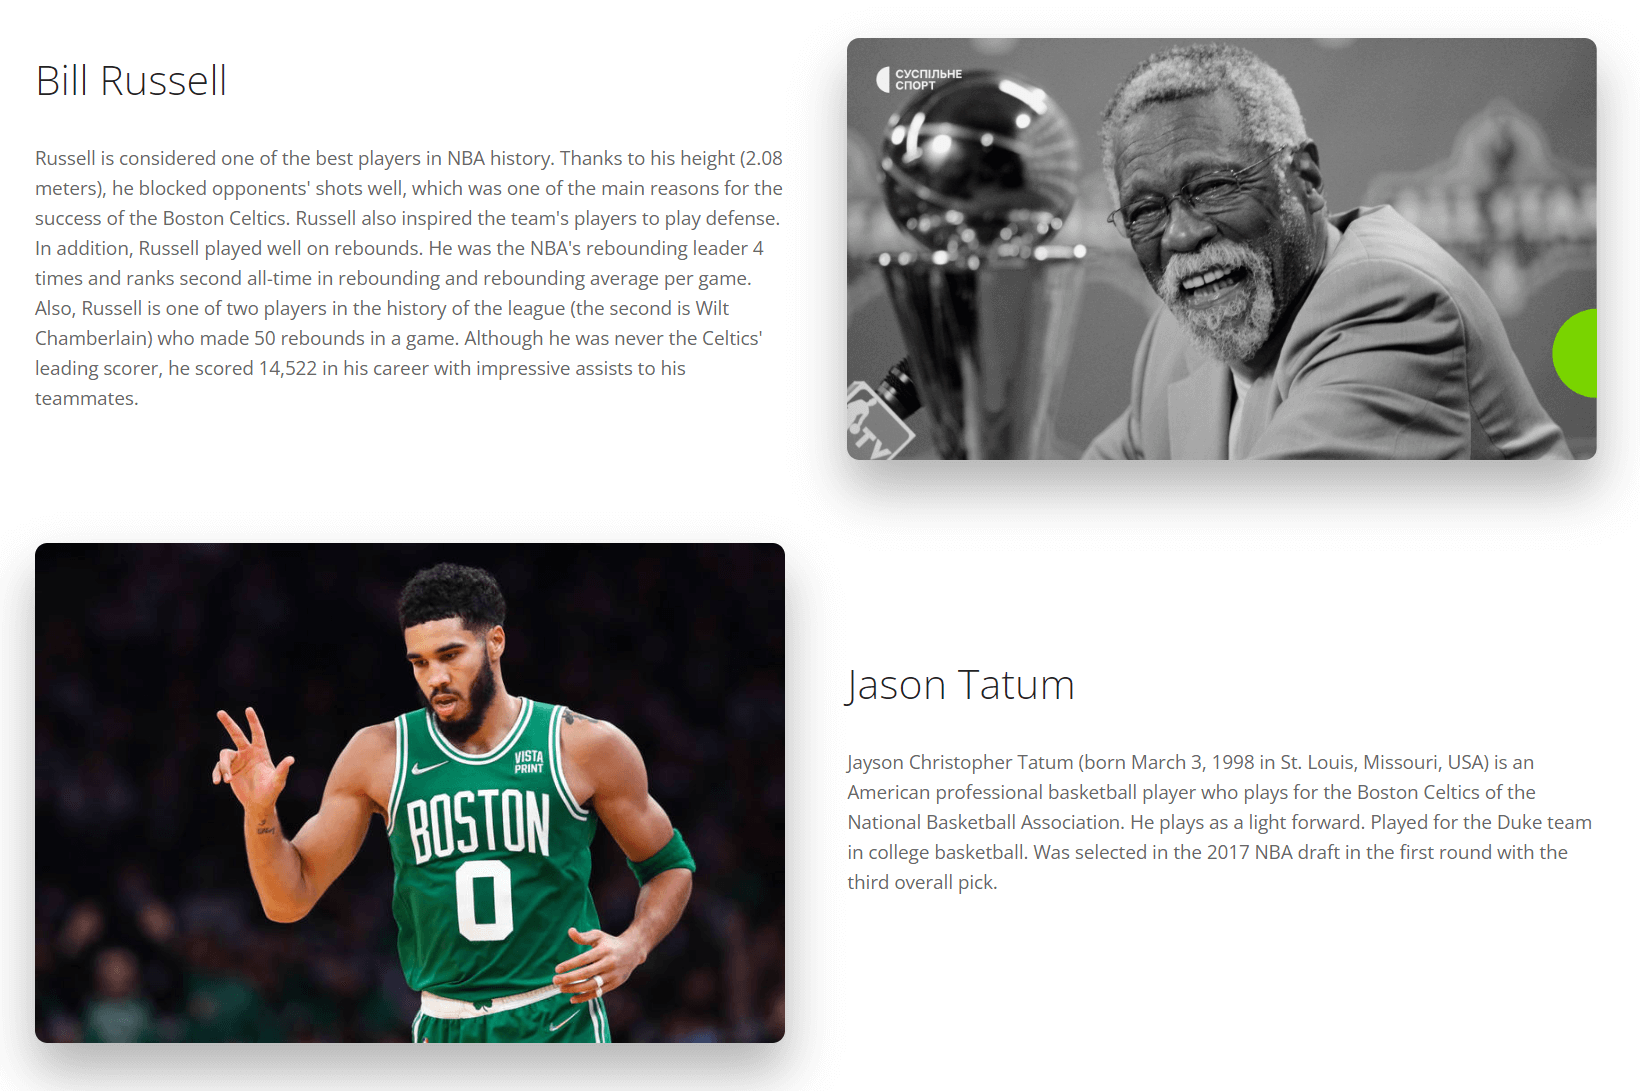 Bill Russell
Russell is considered one of the best players in NBA history. Thanks to his height (2.08
meters), he blocked opponents' shots well, which was one of the main reasons for the
success of the Boston Celtics. Russell also inspired the team's players to play defense.
In addition, Russell played well on rebounds. He was the NBA's rebounding leader 4
times and ranks second all-time in rebounding and rebounding average per game.
Also, Russell is one of two players in the history of the league (the second is Wilt
Chamberlain) who made 50 rebounds in a game. Although he was never the Celtics'
leading scorer, he scored 14,522 in his career with impressive assists to his
teammates.
СУСПІЛЬНЕ
СПОРТ
TV
VISTA
PRINT
BOSTON
0
Jason Tatum
Jayson Christopher Tatum (born March 3, 1998 in St. Louis, Missouri, USA) is an
American professional basketball player who plays for the Boston Celtics of the
National Basketball Association. He plays as a light forward. Played for the Duke team
in college basketball. Was selected in the 2017 NBA draft in the first round with the
third overall pick.